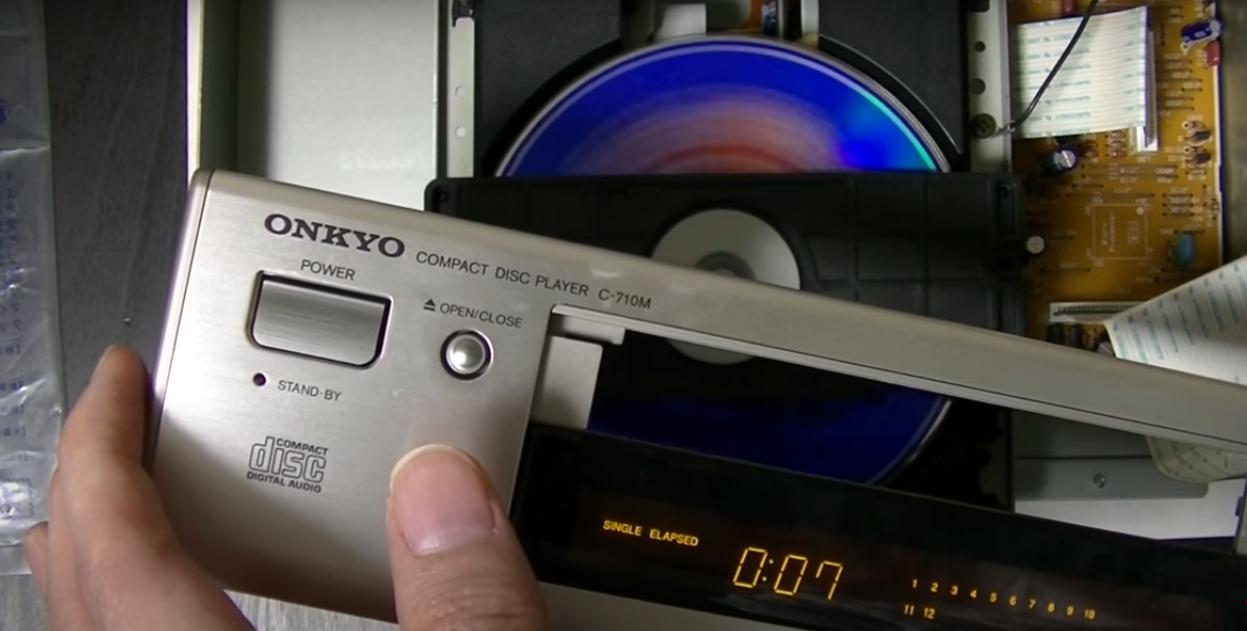 ONKYO COMPACT DISC PLAYER C-710M
POWER
OPEN/CLOSE
STAND-BY
COMPACT
disc
DIGITAL AUDIO
SINGLE ELAPSED
0:07
1 2 3 4 5 6 7 8 9 10
11 12